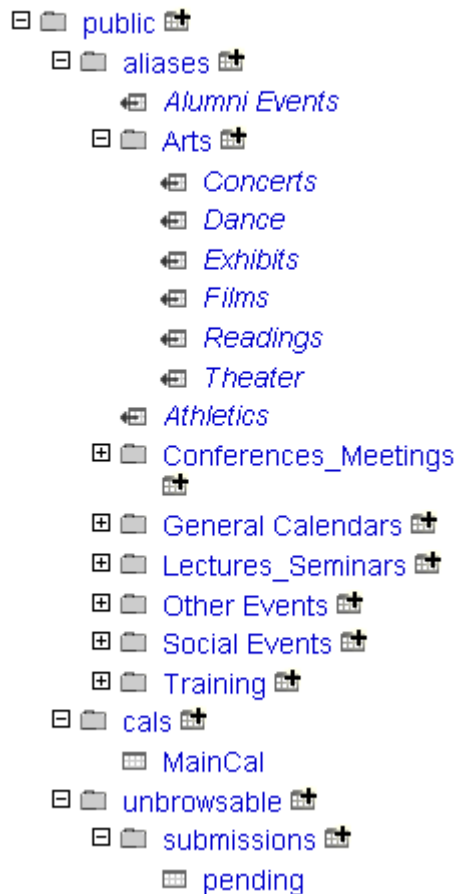 public
aliases
Alumni Events
Arts
Concerts
Dance
Exhibits
Films
Readings
Theater
Athletics
Conferences_Meetings
General Calendars
Lectures_Seminars
Other Events
Social Events
Training
cals
MainCal
unbrowsable
submissions
pending